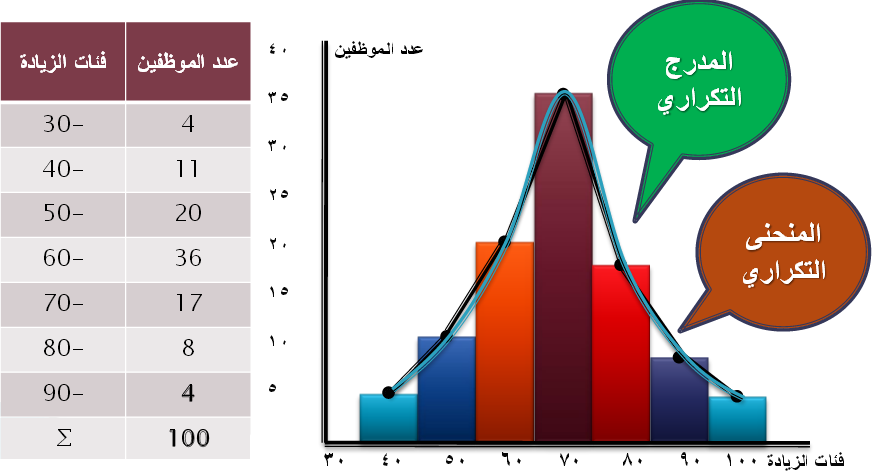 فئات الزيادة عدد الموظفين
30– 4
40– 11
50– 20
60– 36
70– 17
80– 8
90– 4
Σ 100
عدد الموظفين
٤٠
٣٥
٣٠
٢٥
٢٠
١٥
١٠
٥
٣٠ ٤٠ ٥٠ ٦٠ ٧٠ ٨٠ ٩٠ ١٠٠ فئات الزيادة
المدرج
التكراري
المنحنى
التكراري